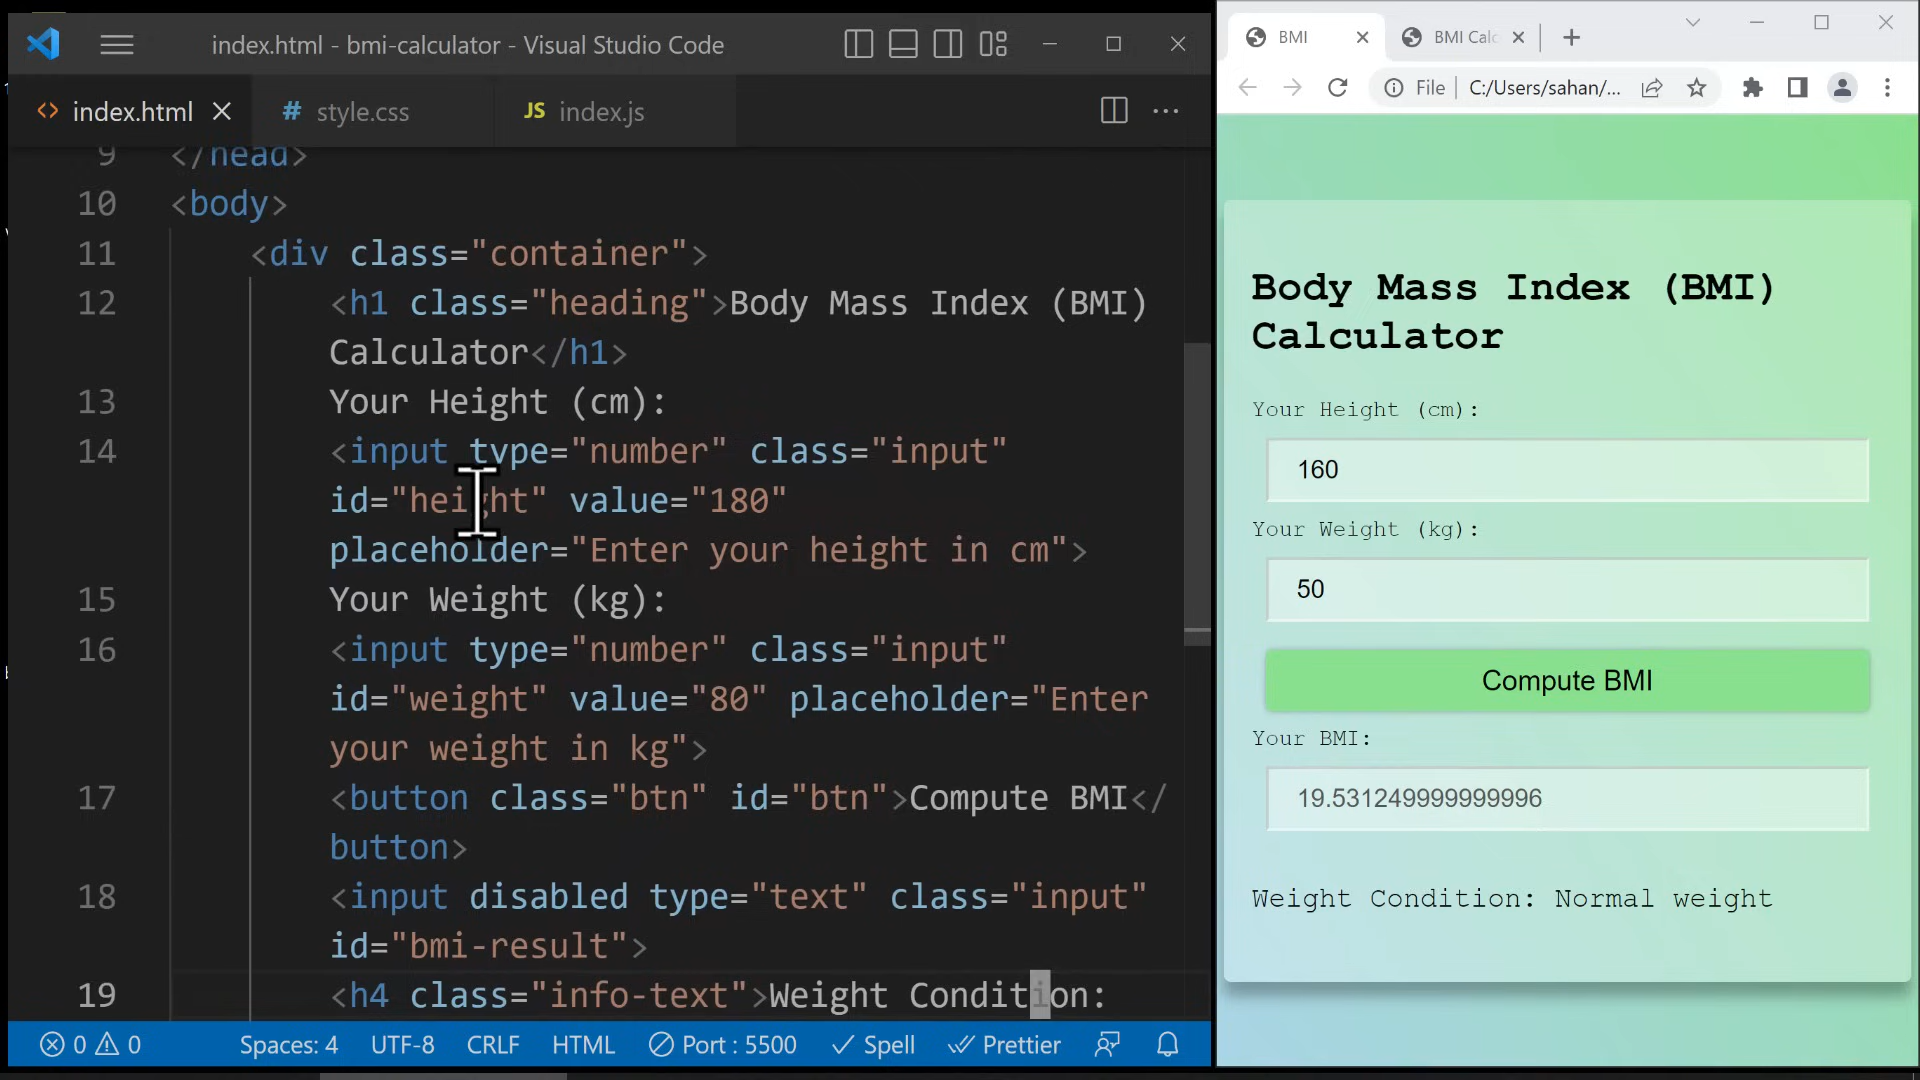 index.html - bmi-calculator - Visual Studio Code
index.html
# style.css
JS index.js
9 </head>
10 <body>
11 <div class="container">
12 <h1 class="heading">Body Mass Index (BMI)
Calculator</h1>
13 Your Height (cm):
14 <input type="number" class="input"
id="height" value="180"
placeholder="Enter your height in cm">
15 Your Weight (kg):
16 <input type="number" class="input"
id="weight" value="80" placeholder="Enter
your weight in kg">
17 <button class="btn" id="btn">Compute BMI</
button>
18 <input disabled type="text" class="input"
id="bmi-result">
19 <h4 class="info-text">Weight Condition:
0 0 Spaces: 4 UTF-8 CRLF HTML Port : 5500 Spell Prettier
BMI
BMI Calc
File C:/Users/sahan/...
Body Mass Index (BMI)
Calculator
Your Height (cm):
160
Your Weight (kg):
50
Compute BMI
Your BMI:
19.531249999999996
Weight Condition: Normal weight